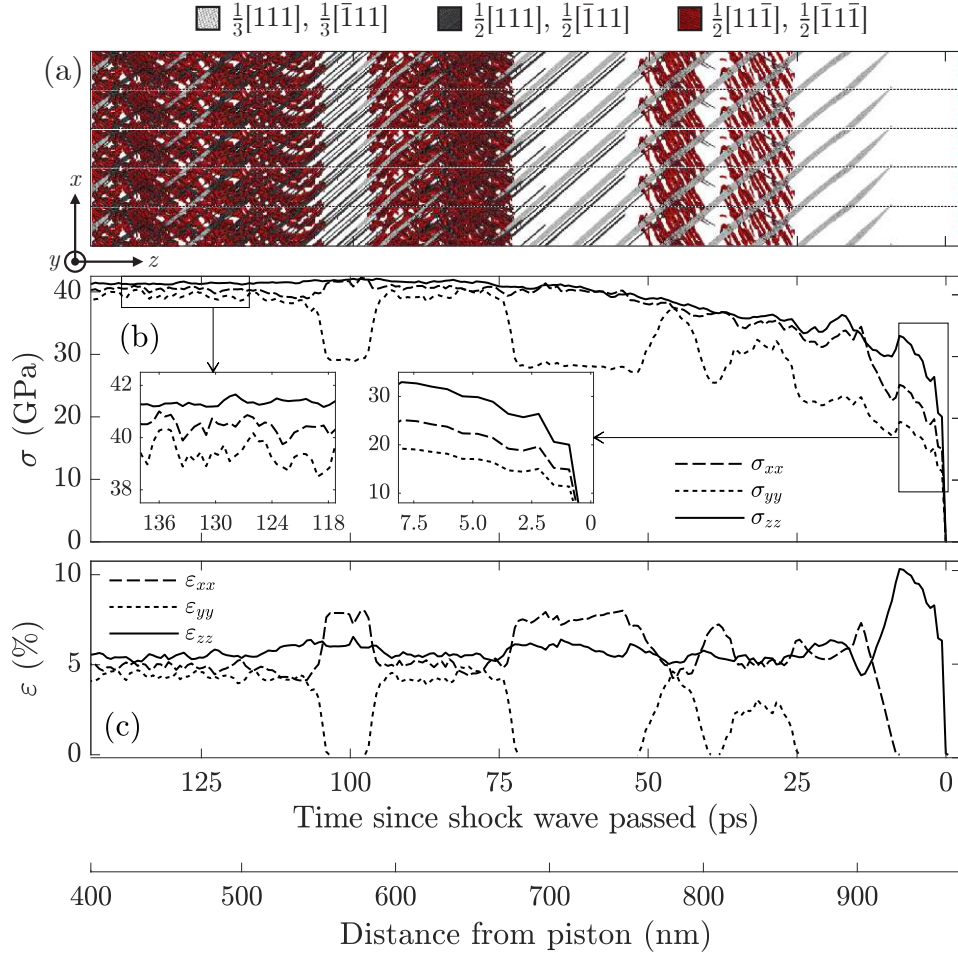 1/3[111], 1/3[1̄11] 1/2[111], 1/2[1̄11] 1/2[111̄], 1/2[1̄11̄]
(a)
x
y z
40
30
20
10
0
σ (GPa)
(b)
42
40
38
136 130 124 118
30
20
10
7.5 5.0 2.5 0
σxx
σyy
σzz
10
5
0
ε (%)
εxx
εyy
εzz
(c)
125 100 75 50 25 0
Time since shock wave passed (ps)
400 500 600 700 800 900
Distance from piston (nm)